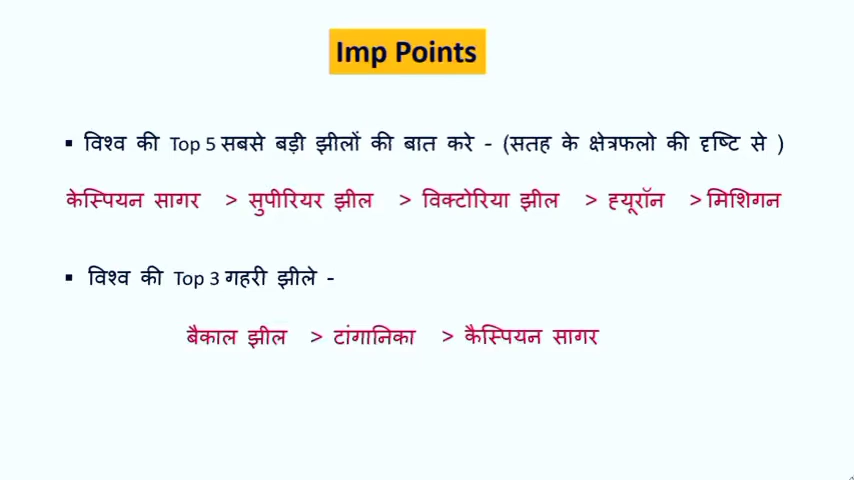 Imp Points
▪ विश्व की Top 5 सबसे बड़ी झीलों की बात करे - (सतह के क्षेत्रफलो की दृष्टि से )
केस्पियन सागर > सुपीरियर झील > विक्टोरिया झील > ह्यूरॉन > मिशिगन
▪ विश्व की Top 3 गहरी झीले -
बैकाल झील > टांगानिका > कैस्पियन सागर